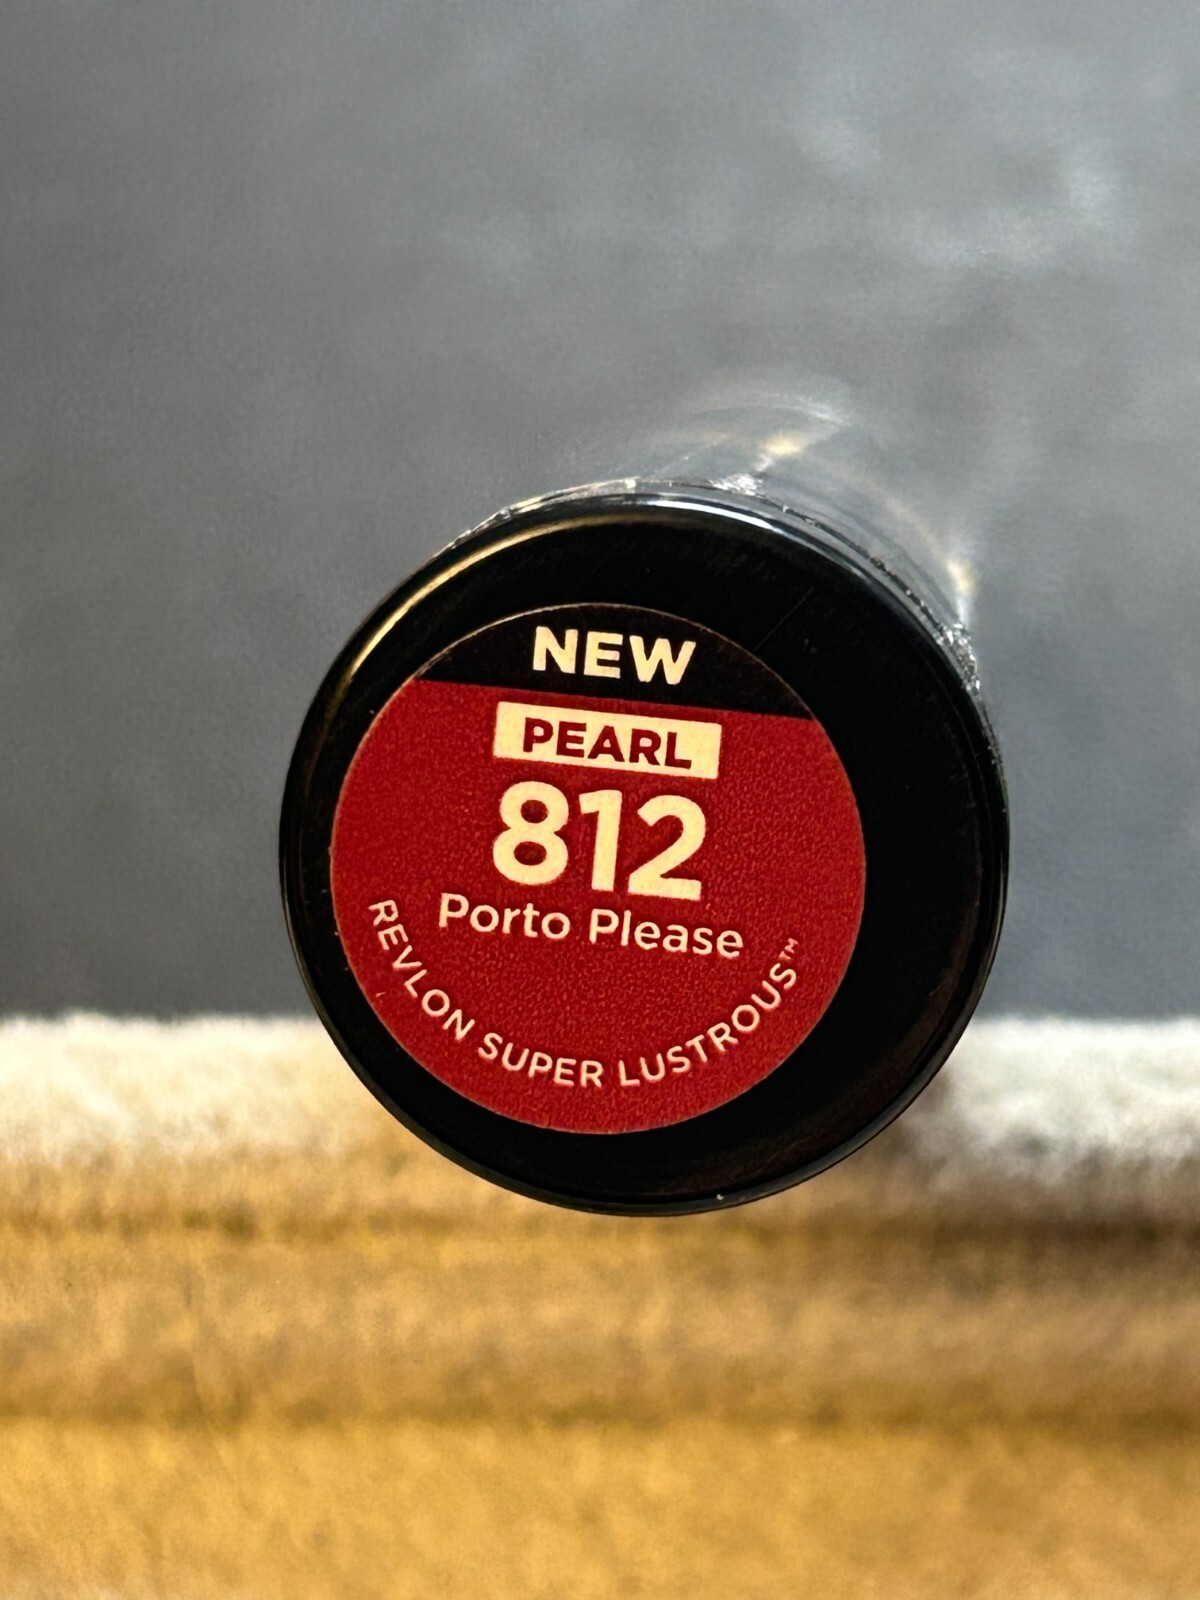 NEW
PEARL
812
Porto Please
REVLON SUPER LUSTROUS™